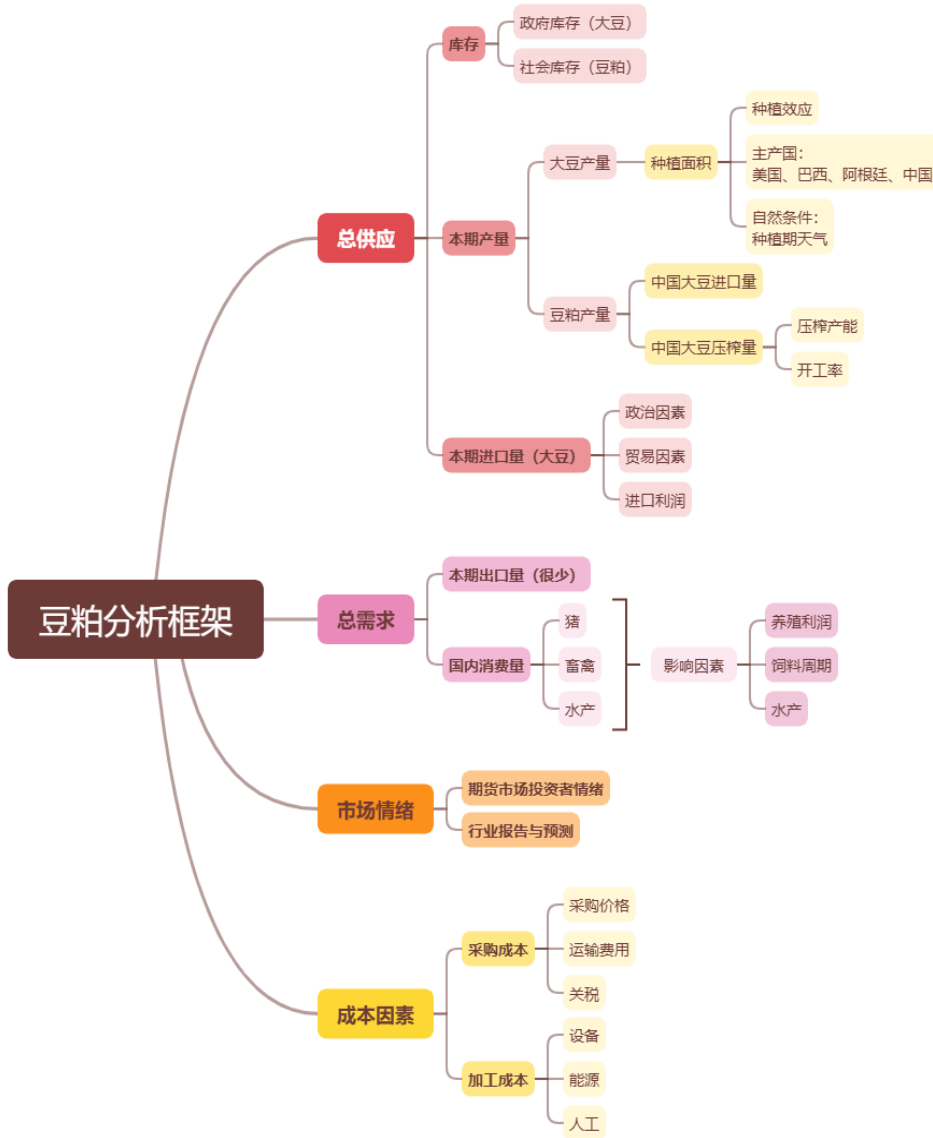 豆粕分析框架
总供应
库存
政府库存（大豆）
社会库存（豆粕）
本期产量
大豆产量
种植面积
种植效应
主产国：
美国、巴西、阿根廷、中国
自然条件：
种植期天气
豆粕产量
中国大豆进口量
中国大豆压榨量
压榨产能
开工率
本期进口量（大豆）
政治因素
贸易因素
进口利润
总需求
本期出口量（很少）
国内消费量
猪
畜禽
水产
影响因素
养殖利润
饲料周期
水产
市场情绪
期货市场投资者情绪
行业报告与预测
成本因素
采购成本
采购价格
运输费用
关税
加工成本
设备
能源
人工